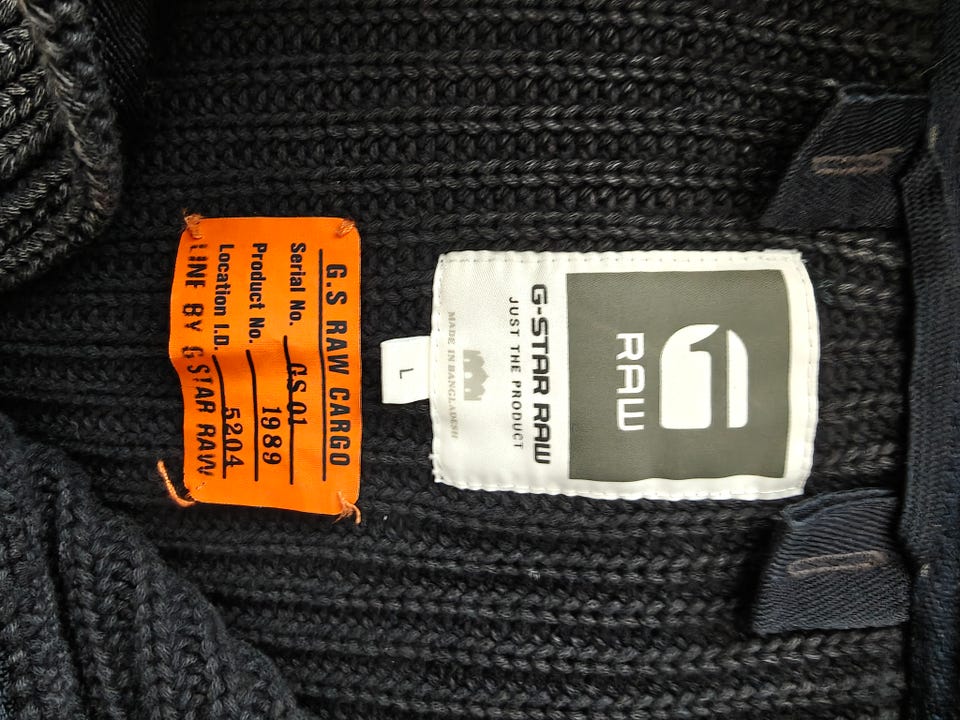 RAW
G-STAR RAW
JUST THE PRODUCT
MADE IN BANGLADESH
L
G.S RAW CARGO
Serial No. GS 01
Product No. 1989
Location I.D. 5204
LINE BY G STAR RAW